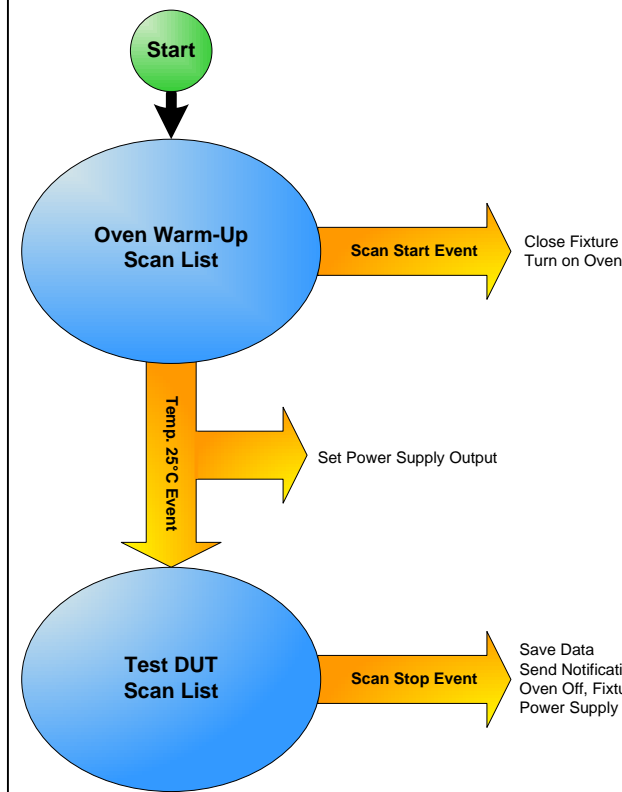 Start
Oven Warm-Up
Scan List
Scan Start Event
Close Fixture
Turn on Oven
Temp. 25°C Event
Set Power Supply Output
Test DUT
Scan List
Scan Stop Event
Save Data
Send
Oven Off,
Power Supply